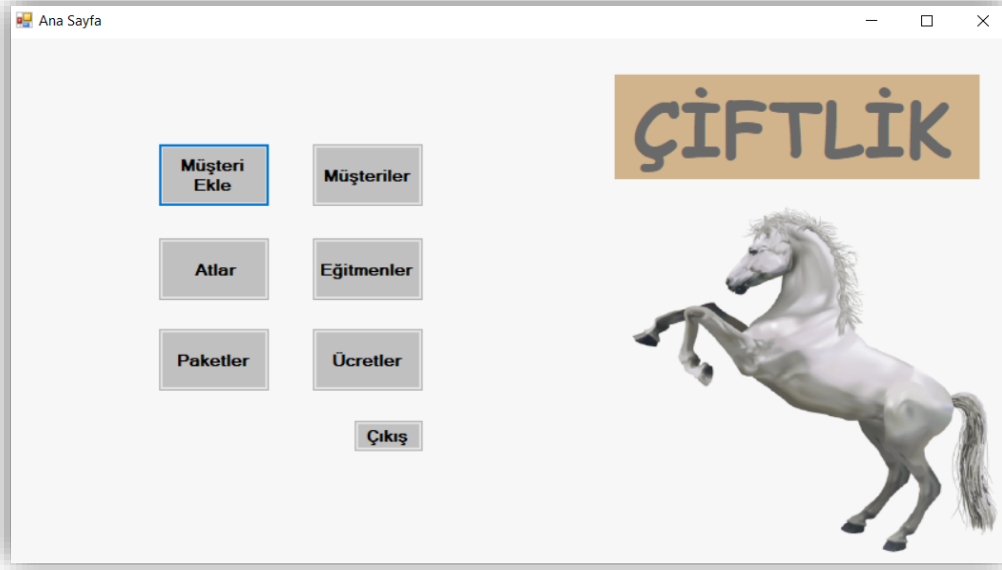 Ana Sayfa
ÇİFTLİK
Müşteri
Ekle
Müşteriler
Atlar
Eğitmenler
Paketler
Ücretler
Çıkış